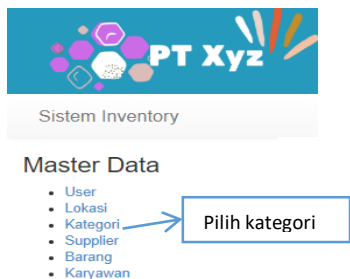 PT Xyz
Sistem Inventory
Master Data
User
Lokasi
Kategori
Pilih kategori
Supplier
Barang
Karyawan